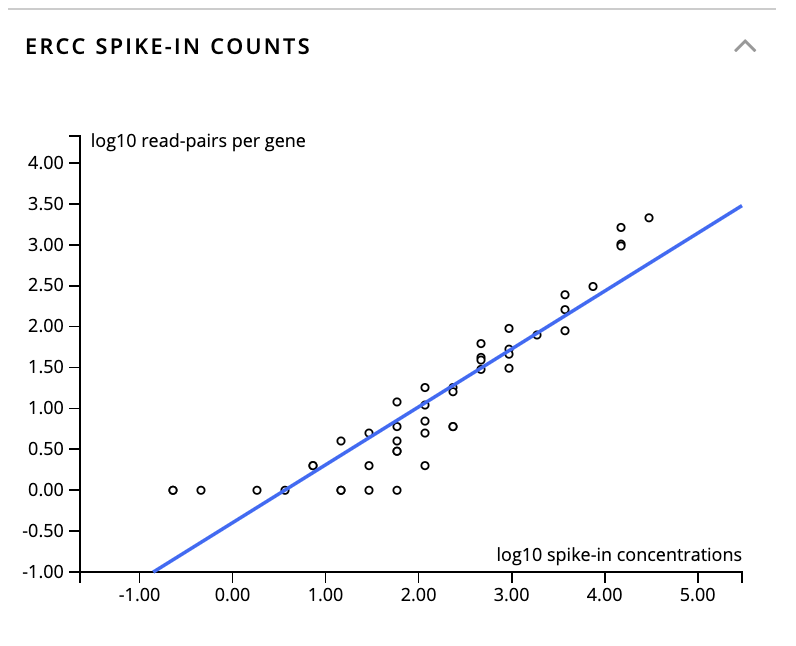 ERCC SPIKE-IN COUNTS
log10 read-pairs per gene
4.00
3.50
3.00
2.50
2.00
1.50
1.00
0.50
0.00
-0.50
-1.00
log10 spike-in concentrations
-1.00 0.00 1.00 2.00 3.00 4.00 5.00